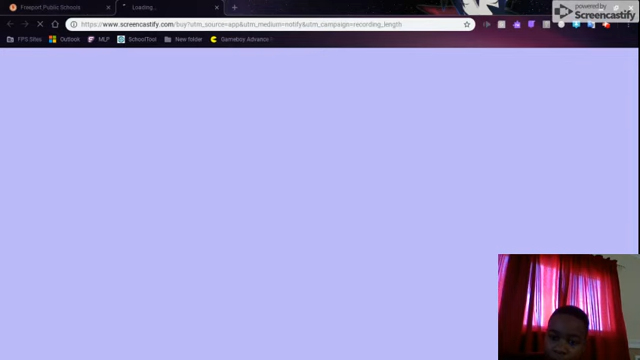 Freeport Public Schools
Loading...
powered by
Screencastify
https://www.screencastify.com/buy?utm_source=app&utm_medium=notify&utm_campaign=recording_length
FPS Sites
Outlook
MLP
SchoolTool
New folder
Gameboy Advance